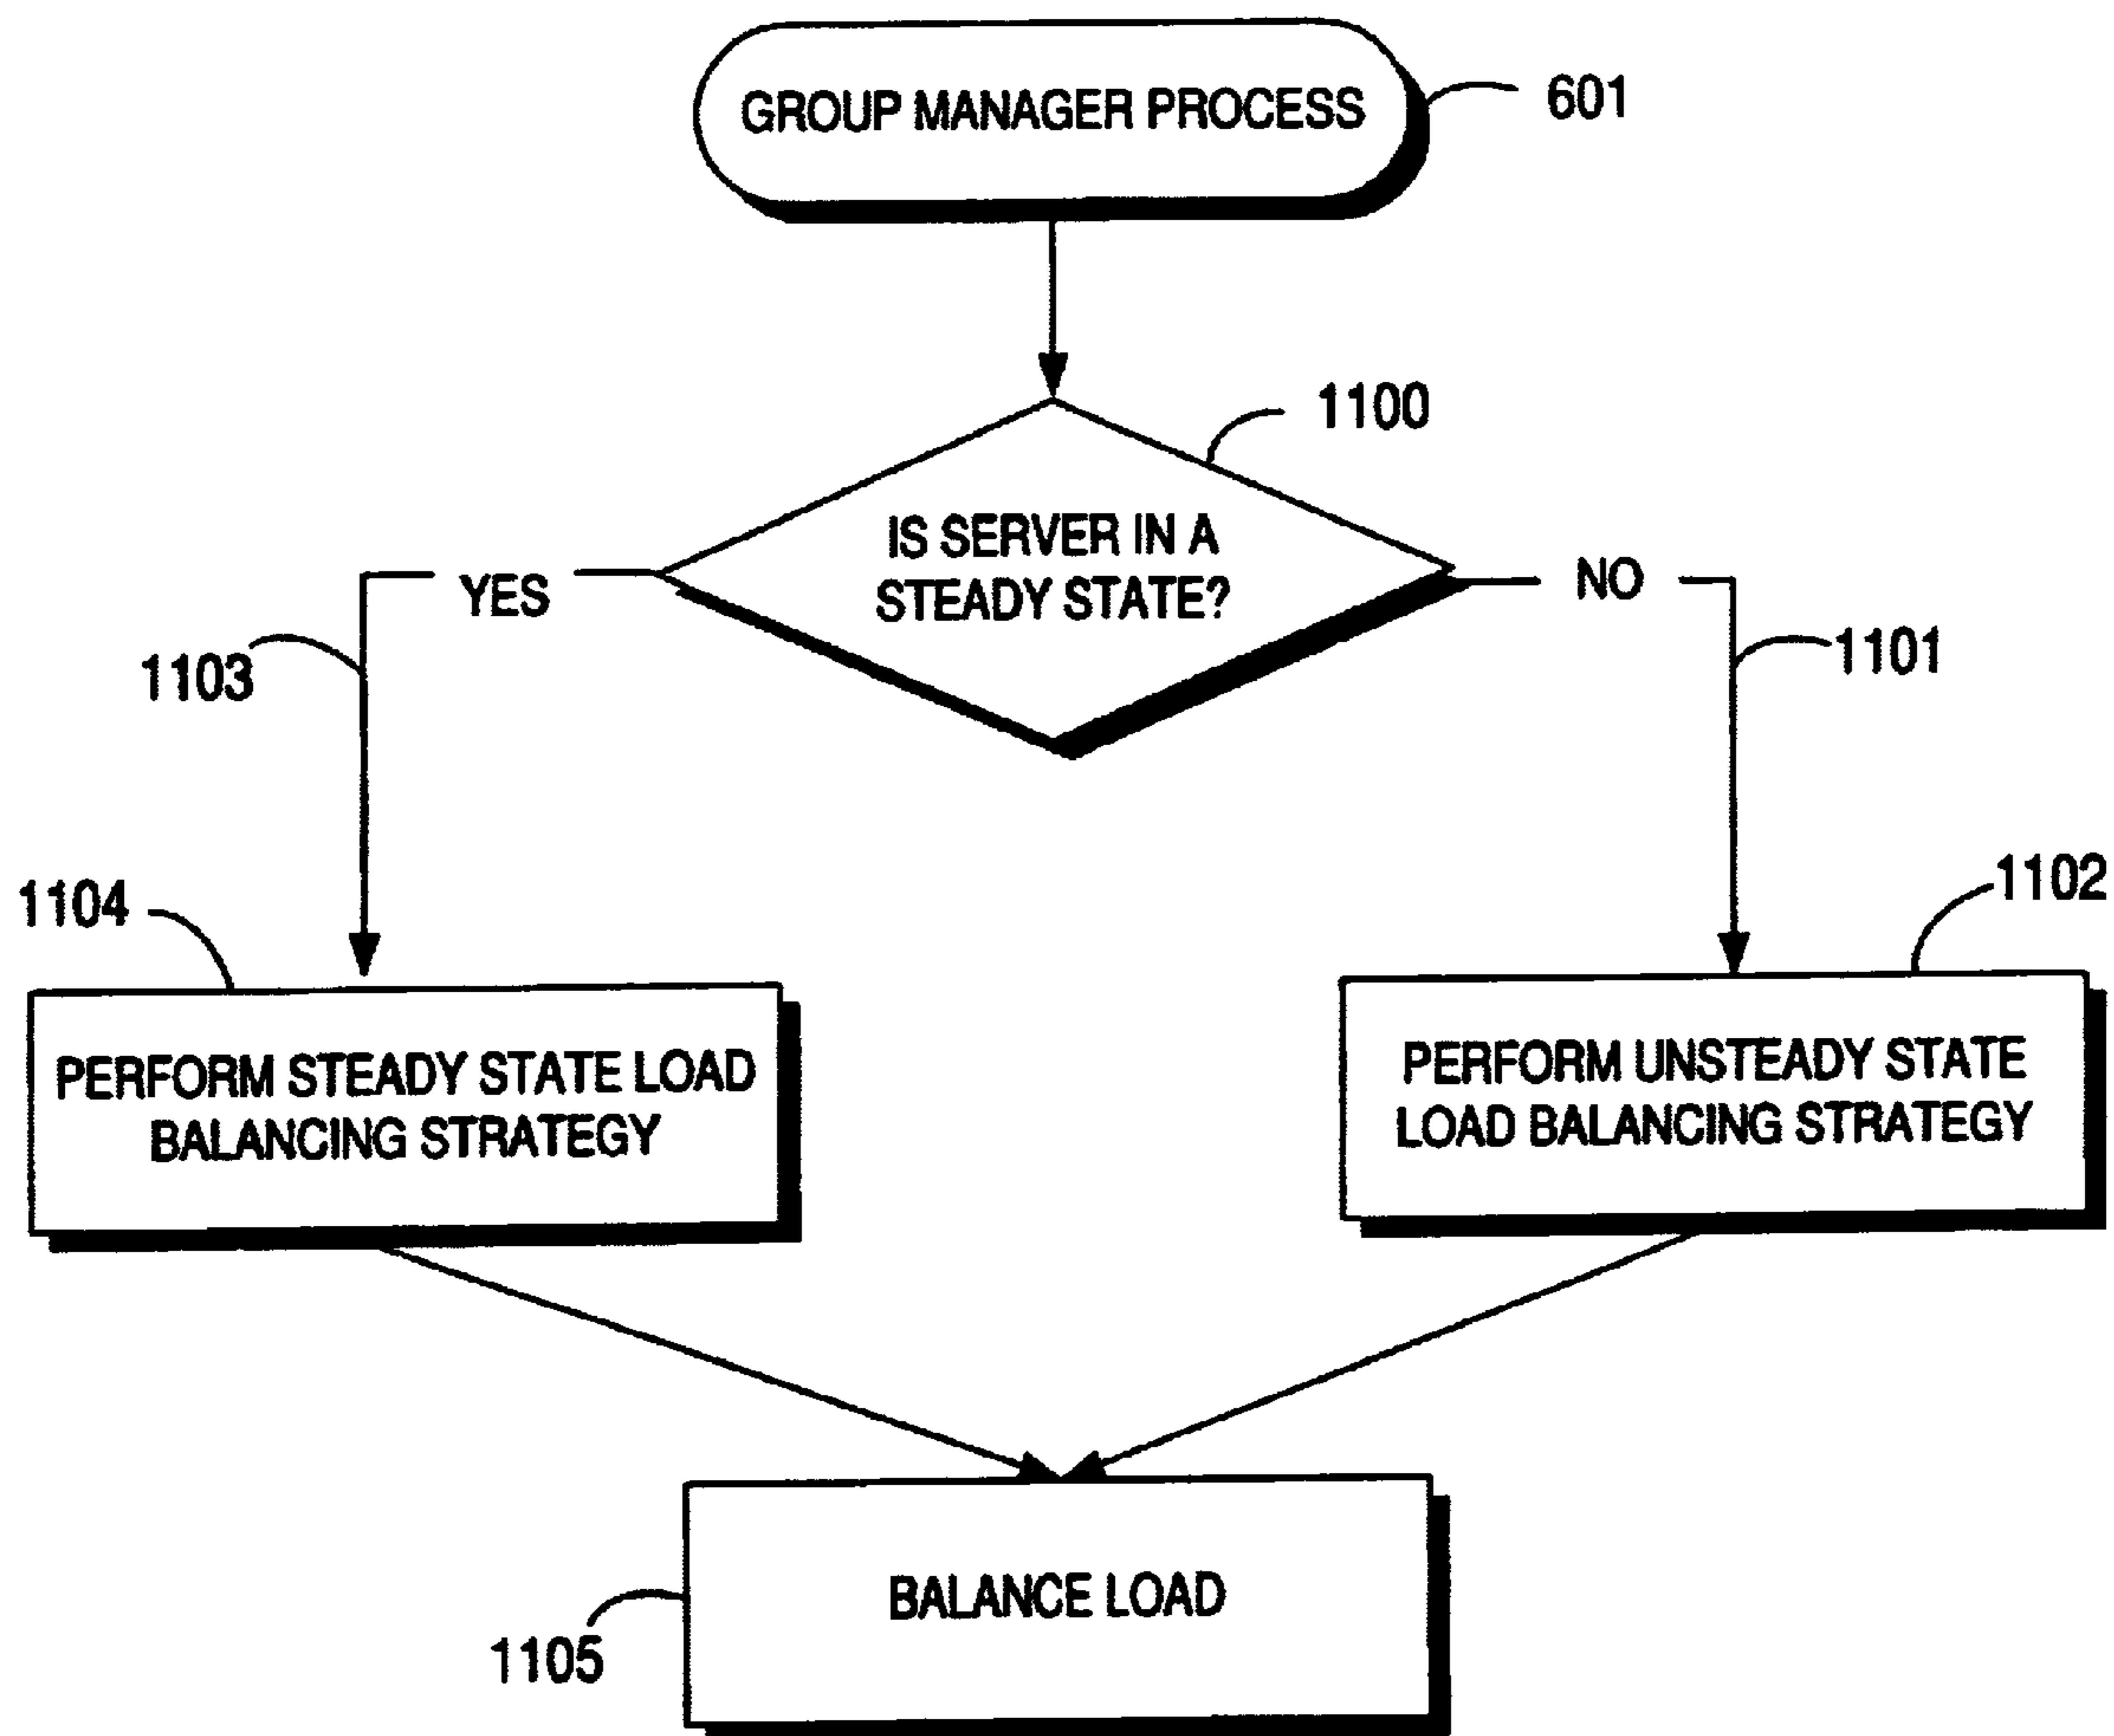 GROUP MANAGER PROCESS
601
1100
IS SERVER IN A
STEADY STATE?
YES
NO
1103
1101
1104
1102
PERFORM STEADY STATE LOAD
BALANCING STRATEGY
PERFORM UNSTEADY STATE
LOAD BALANCING STRATEGY
BALANCE LOAD
1105